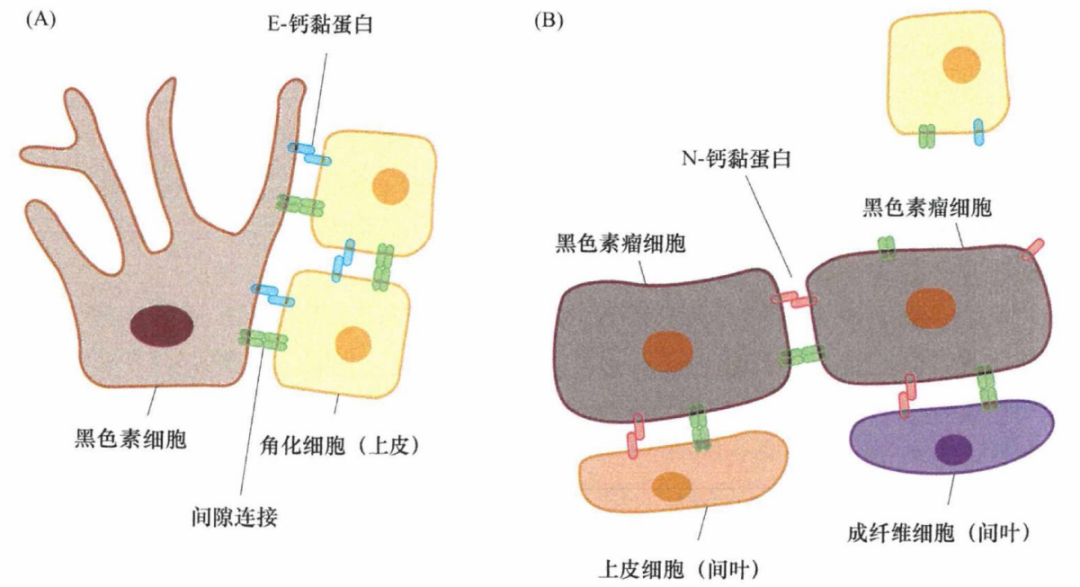 (A)
E-钙黏蛋白
黑色素细胞
角化细胞（上皮）
间隙连接
(B)
N-钙黏蛋白
黑色素瘤细胞
黑色素瘤细胞
成纤维细胞（间叶）
上皮细胞（间叶）